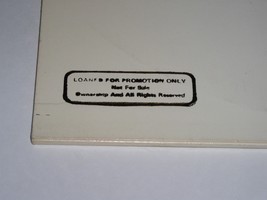 LOANED FOR PROMOTION ONLY
Not For Sale
Ownership And All Rights Reserved